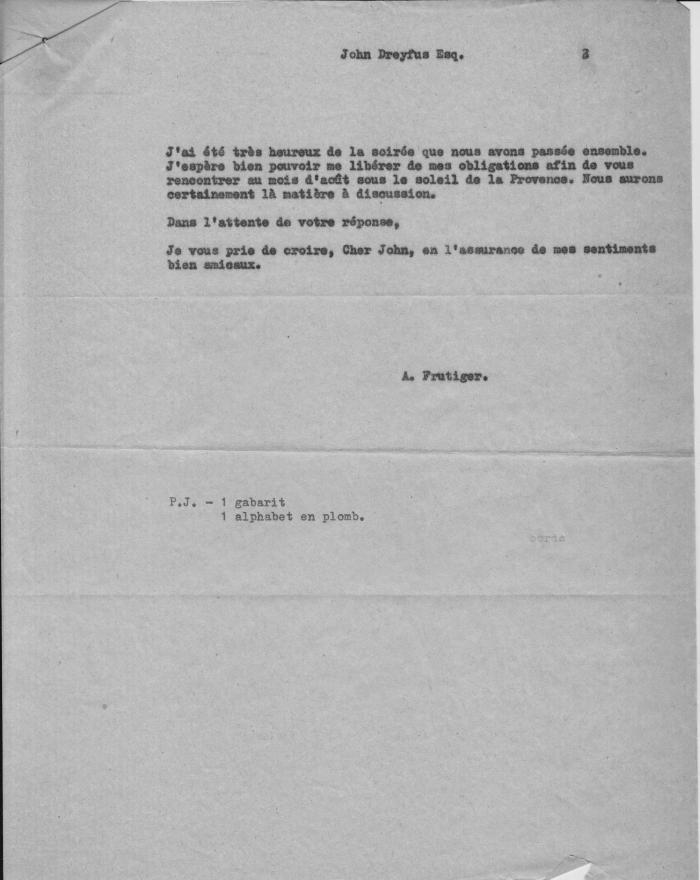 John Dreyfus Esq. 3
J'ai été très heureux de la soirée que nous avons passée ensemble.
J'espère bien pouvoir me libérer de mes obligations afin de vous
rencontrer au mois d'août sous le soleil de la Provence. Nous aurons
certainement là matière à discussion.
Dans l'attente de votre réponse,
Je vous prie de croire, Cher John, en l'assurance de mes sentiments
bien amicaux.
A. Frutiger.
P.J. - 1 gabarit
1 alphabet en plomb.